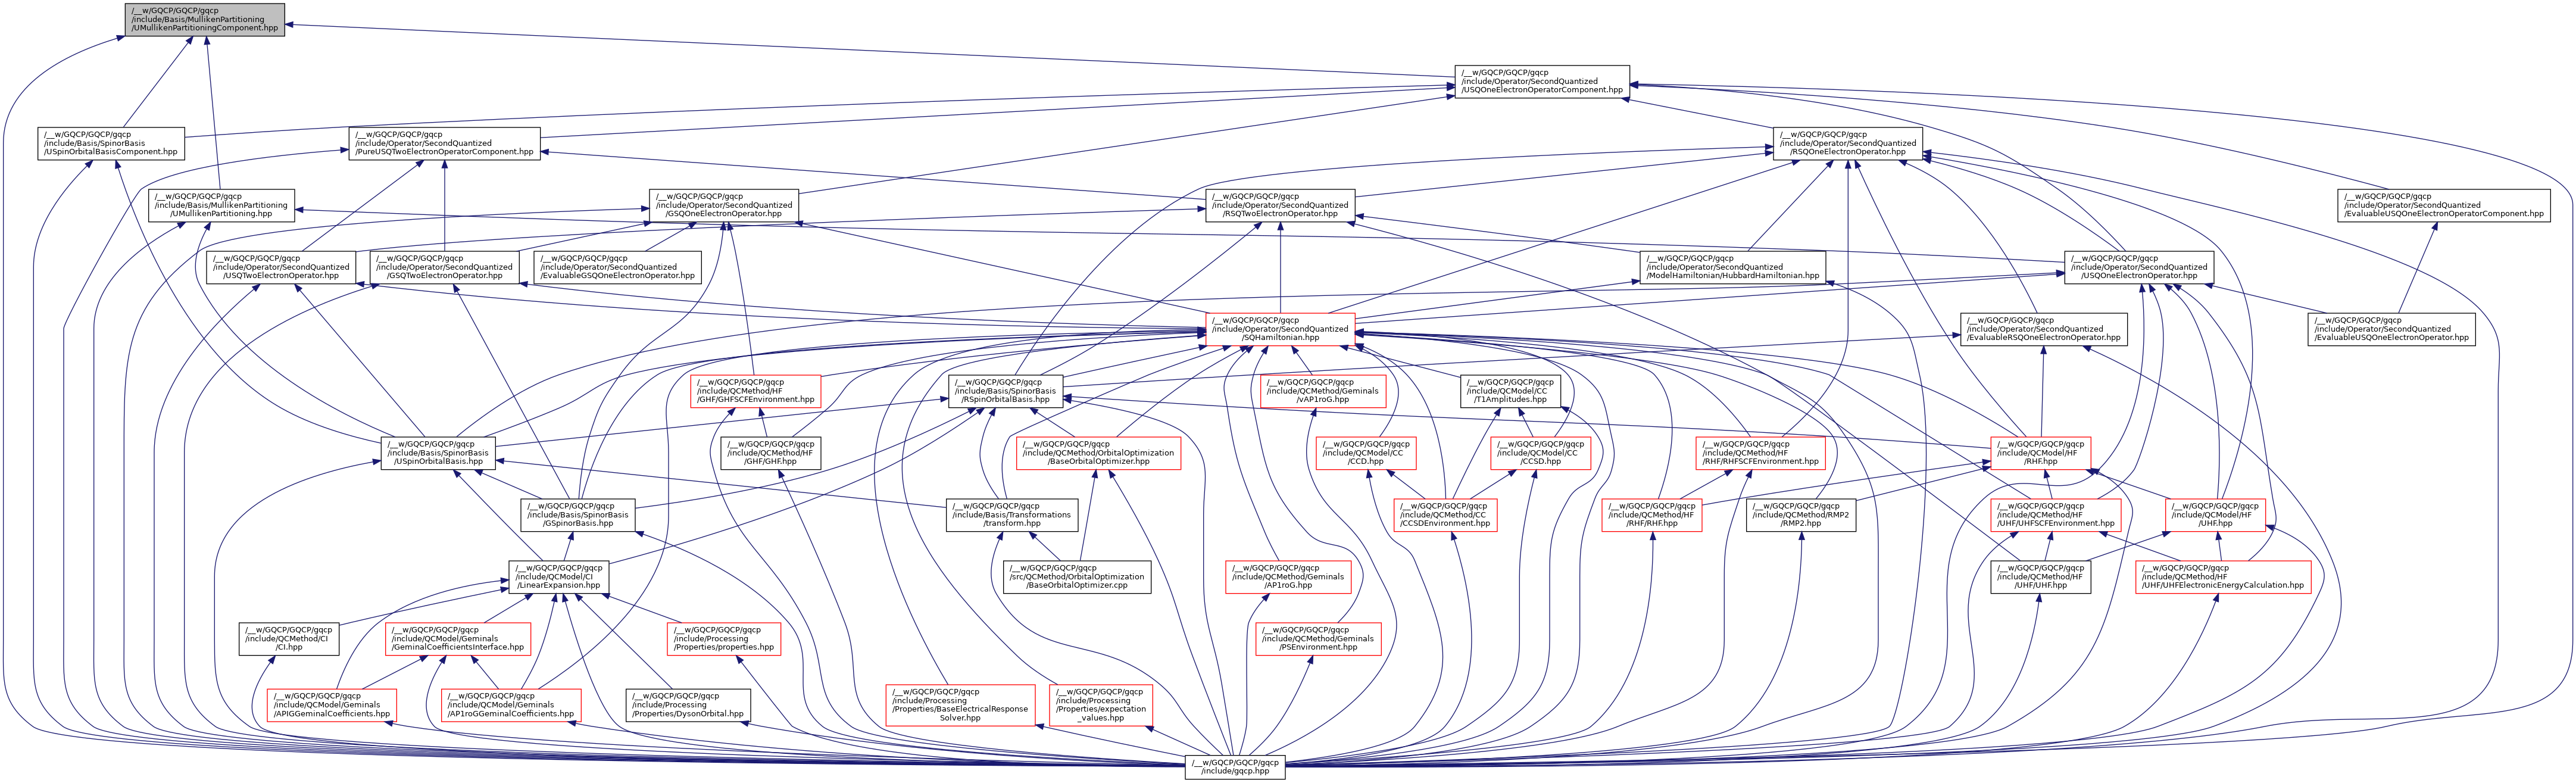 /__w/GQCP/GQCP/gqcp
/include/Basis/MullikenPartitioning
/UMullikenPartitioningComponent.hpp
/__w/GQCP/GQCP/gqcp
/include/Operator/SecondQuantized
/USQOneElectronOperatorComponent.hpp
/__w/GQCP/GQCP/gqcp
/include/Basis/SpinorBasis
/USpinOrbitalBasisComponent.hpp
/__w/GQCP/GQCP/gqcp
/include/Operator/SecondQuantized
/PureUSQTwoElectronOperatorComponent.hpp
/__w/GQCP/GQCP/gqcp
/include/Operator/SecondQuantized
/RSQOneElectronOperator.hpp
/__w/GQCP/GQCP/gqcp
/include/Basis/MullikenPartitioning
/UMullikenPartitioning.hpp
/__w/GQCP/GQCP/gqcp
/include/Operator/SecondQuantized
/GSQOneElectronOperator.hpp
/__w/GQCP/GQCP/gqcp
/include/Operator/SecondQuantized
/RSQTwoElectronOperator.hpp
/__w/GQCP/GQCP/gqcp
/include/Operator/SecondQuantized
/EvaluableUSQOneElectronOperatorComponent.hpp
/__w/GQCP/GQCP/gqcp
/include/Operator/SecondQuantized
/USQTwoElectronOperator.hpp
/__w/GQCP/GQCP/gqcp
/include/Operator/SecondQuantized
/GSQTwoElectronOperator.hpp
/__w/GQCP/GQCP/gqcp
/include/Operator/SecondQuantized
/EvaluableGSQOneElectronOperator.hpp
/__w/GQCP/GQCP/gqcp
/include/Operator/SecondQuantized
/ModelHamiltonian/HubbardHamiltonian.hpp
/__w/GQCP/GQCP/gqcp
/include/Operator/SecondQuantized
/USQOneElectronOperator.hpp
/__w/GQCP/GQCP/gqcp
/include/Operator/SecondQuantized
/SQHamiltonian.hpp
/__w/GQCP/GQCP/gqcp
/include/Operator/SecondQuantized
/EvaluableRSQOneElectronOperator.hpp
/__w/GQCP/GQCP/gqcp
/include/Operator/SecondQuantized
/EvaluableUSQOneElectronOperator.hpp
/__w/GQCP/GQCP/gqcp
/include/QCMethod/HF
/GHF/GHFSCFEnvironment.hpp
/__w/GQCP/GQCP/gqcp
/include/Basis/SpinorBasis
/RSpinOrbitalBasis.hpp
/__w/GQCP/GQCP/gqcp
/include/QCMethod/Geminals
/vAP1roG.hpp
/__w/GQCP/GQCP/gqcp
/include/QCModel/CC
/T1Amplitudes.hpp
/__w/GQCP/GQCP/gqcp
/include/Basis/SpinorBasis
/USpinOrbitalBasis.hpp
/__w/GQCP/GQCP/gqcp
/include/QCMethod/HF
/GHF/GHF.hpp
/__w/GQCP/GQCP/gqcp
/include/QCMethod/OrbitalOptimization
/BaseOrbitalOptimizer.hpp
/__w/GQCP/GQCP/gqcp
/include/QCModel/CC
/CCD.hpp
/__w/GQCP/GQCP/gqcp
/include/QCModel/CC
/CCSD.hpp
/__w/GQCP/GQCP/gqcp
/include/QCMethod/HF
/RHF/RHFSCFEnvironment.hpp
/__w/GQCP/GQCP/gqcp
/include/QCModel/HF
/RHF.hpp
/__w/GQCP/GQCP/gqcp
/include/Basis/SpinorBasis
/GSpinorBasis.hpp
/__w/GQCP/GQCP/gqcp
/include/Basis/Transformations
/transform.hpp
/__w/GQCP/GQCP/gqcp
/include/QCMethod/CC
/CCSDEnvironment.hpp
/__w/GQCP/GQCP/gqcp
/include/QCMethod/HF
/RHF/RHF.hpp
/__w/GQCP/GQCP/gqcp
/include/QCMethod/RMP2
/RMP2.hpp
/__w/GQCP/GQCP/gqcp
/include/QCMethod/HF
/UHF/UHFSCFEnvironment.hpp
/__w/GQCP/GQCP/gqcp
/include/QCModel/HF
/UHF.hpp
/__w/GQCP/GQCP/gqcp
/include/QCModel/CI
/LinearExpansion.hpp
/__w/GQCP/GQCP/gqcp
/src/QCMethod/OrbitalOptimization
/BaseOrbitalOptimizer.cpp
/__w/GQCP/GQCP/gqcp
/include/QCMethod/Geminals
/AP1roG.hpp
/__w/GQCP/GQCP/gqcp
/include/QCMethod/HF
/UHF/UHF.hpp
/__w/GQCP/GQCP/gqcp
/include/QCMethod/HF
/UHF/UHFElectronicEnergyCalculation.hpp
/__w/GQCP/GQCP/gqcp
/include/QCMethod/CI
/CI.hpp
/__w/GQCP/GQCP/gqcp
/include/QCModel/Geminals
/GeminalCoefficientsInterface.hpp
/__w/GQCP/GQCP/gqcp
/include/Processing
/Properties/properties.hpp
/__w/GQCP/GQCP/gqcp
/include/QCMethod/Geminals
/PSEnvironment.hpp
/__w/GQCP/GQCP/gqcp
/include/QCModel/Geminals
/APIGGeminalCoefficients.hpp
/__w/GQCP/GQCP/gqcp
/include/QCModel/Geminals
/AP1roGGeminalCoefficients.hpp
/__w/GQCP/GQCP/gqcp
/include/Processing
/Properties/DysonOrbital.hpp
/__w/GQCP/GQCP/gqcp
/include/Processing
/Properties/BaseElectricalResponse
Solver.hpp
/__w/GQCP/GQCP/gqcp
/include/Processing
/Properties/expectation
_values.hpp
/__w/GQCP/GQCP/gqcp
/include/gqcp.hpp